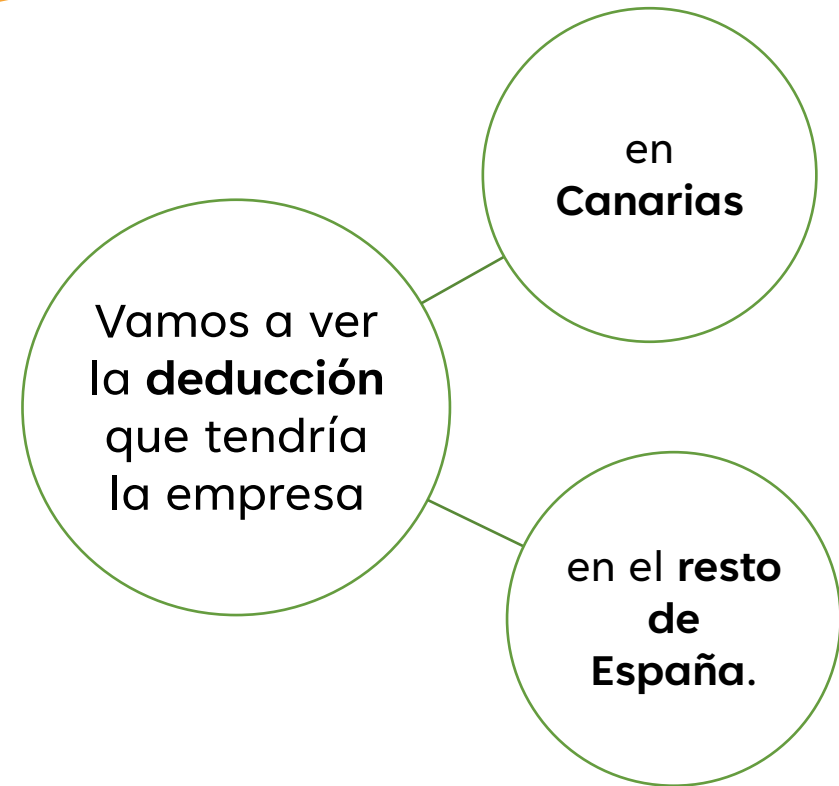 Vamos a ver
la deducción
que tendría
la empresa
en
Canarias
en el resto
de
España.